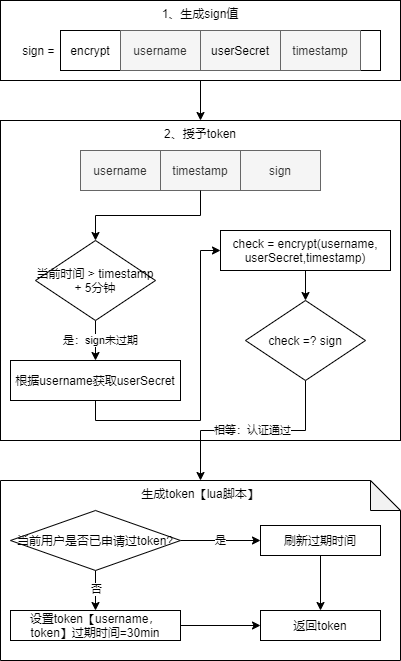 1、生成sign值
sign =
encrypt
username
userSecret
timestamp
2、授予token
username
timestamp
sign
当前时间 > timestamp
+ 5分钟
是：sign未过期
根据username获取userSecret
check = encrypt(username,
userSecret,timestamp)
check =? sign
相等：认证通过
生成token【lua脚本】
当前用户是否已申请过token?
是
刷新过期时间
否
设置token【username,
token】过期时间=30min
返回token